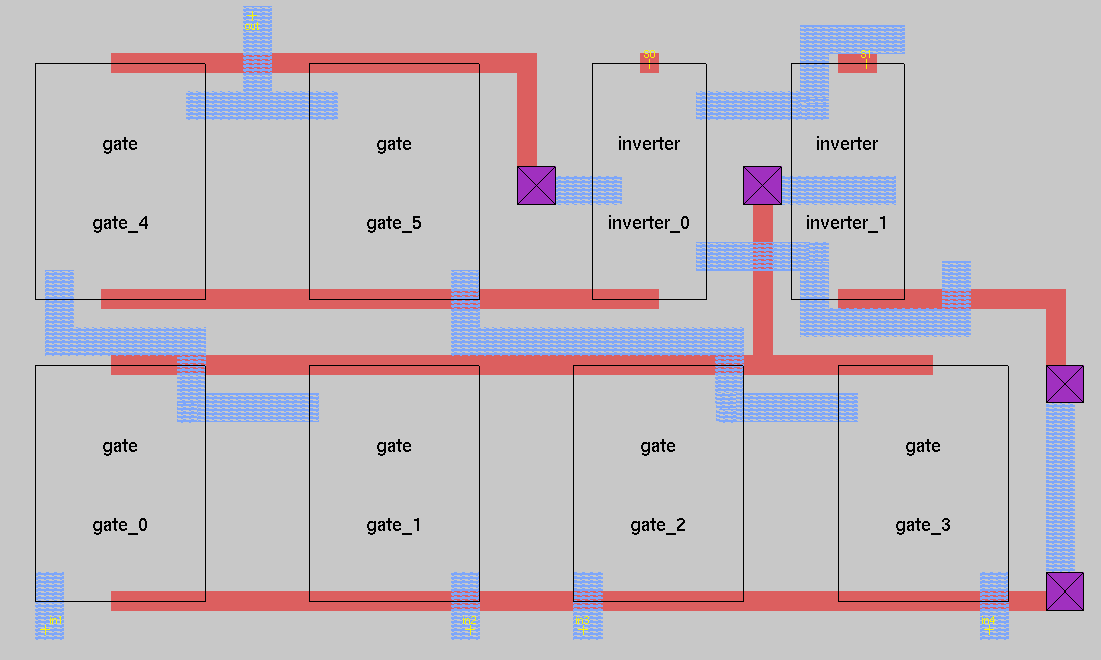 out
S0
S1
gate
gate
inverter
inverter
gate_4
gate_5
inverter_0
inverter_1
gate
gate
gate
gate
gate_0
gate_1
gate_2
gate_3
in1
in2
in3
in4